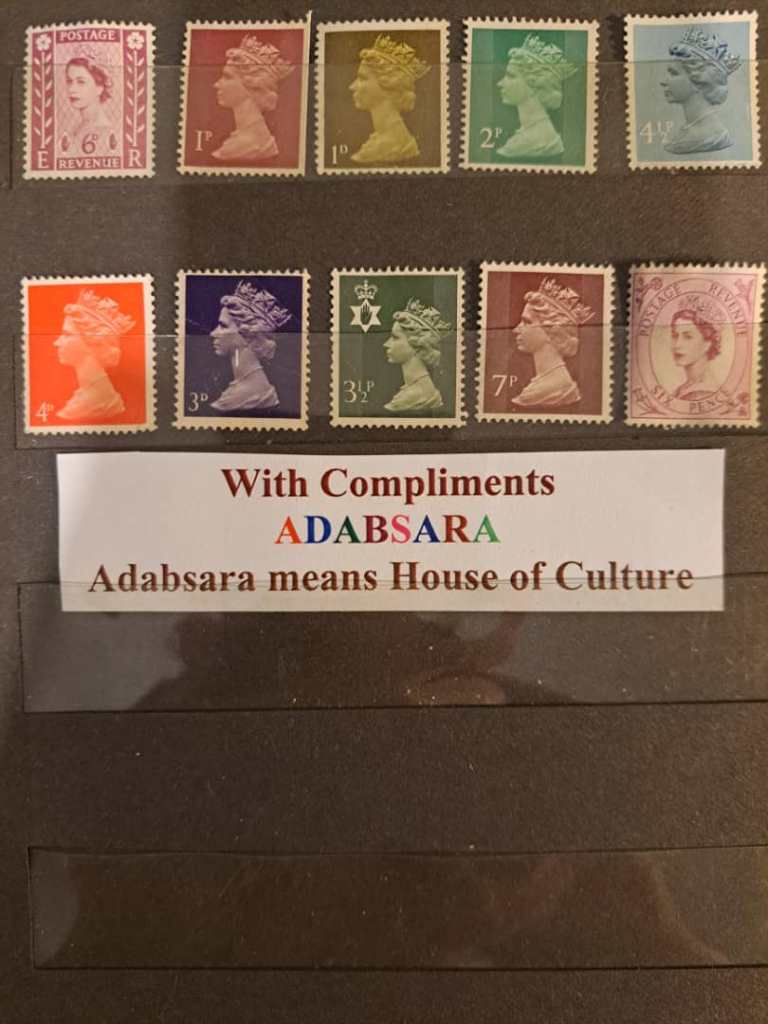 POSTAGE
6D
E R
REVENUE
1P
1D
2P
4½P
4D
3D
3½P
7P
POSTAGE REVENUE
SIX PENCE
With Compliments
ADABSARA
Adabsara means House of Culture